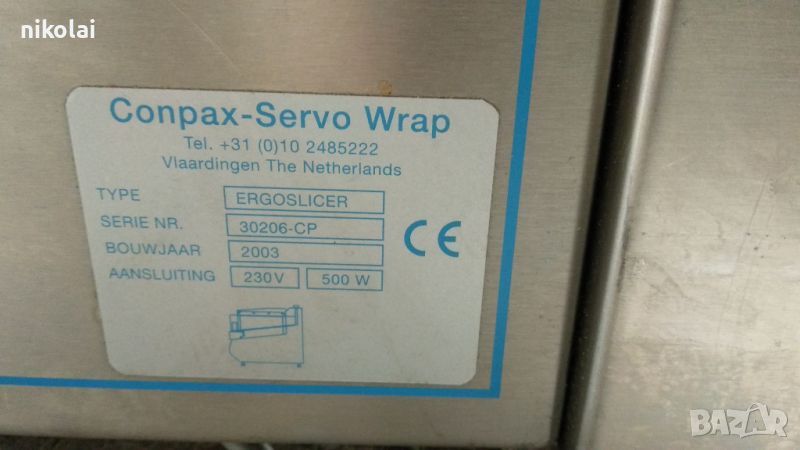 nikolai
Conpax-Servo Wrap
Tel. +31 (0)10 2485222
Vlaardingen The Netherlands
TYPE ERGOSLICER
SERIE NR. 30206-CP
BOUWJAAR 2003
AANSLUITING 230V 500 W
CE
BAZAR